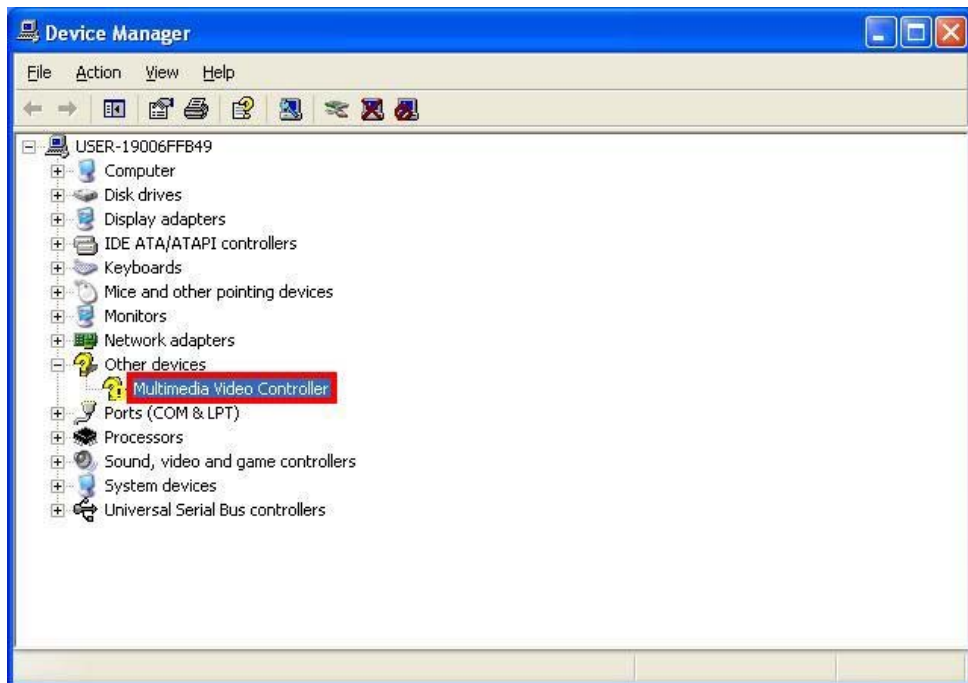 Device Manager
File Action View Help
USER-19006FFB49
Computer
Disk drives
Display adapters
IDE ATA/ATAPI controllers
Keyboards
Mice and other pointing devices
Monitors
Network adapters
Other devices
Multimedia Video Controller
Ports (COM & LPT)
Processors
Sound, video and game controllers
System devices
Universal Serial Bus controllers